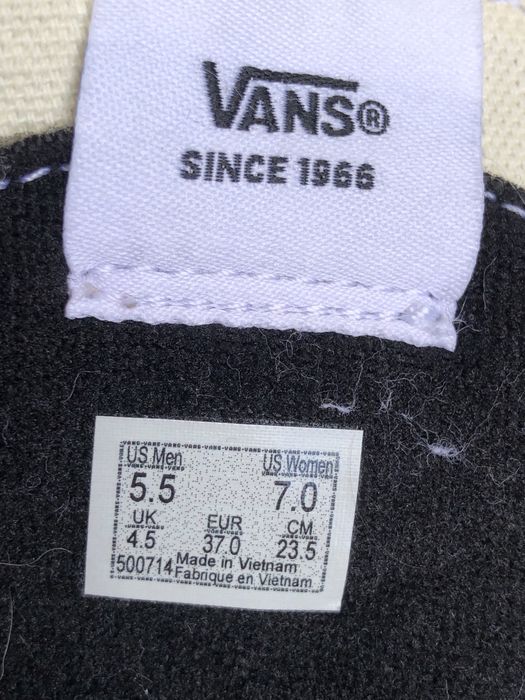 VANS®
SINCE 1966
US Men US Women
5.5 7.0
UK EUR CM
4.5 37.0 23.5
500714 Made in Vietnam
Fabrique en Vietnam